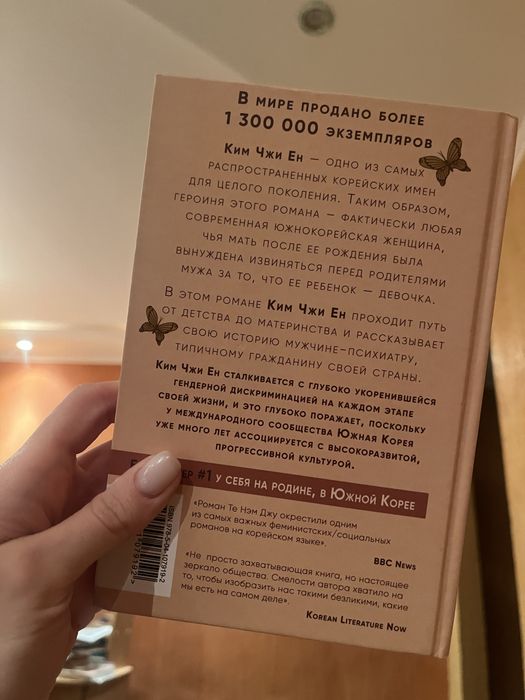 В МИРЕ ПРОДАНО БОЛЕЕ
1 300 000 ЭКЗЕМПЛЯРОВ
КИМ ЧЖИ ЕН — ОДНО ИЗ САМЫХ
РАСПРОСТРАНЕННЫХ КОРЕЙСКИХ ИМЕН
ДЛЯ ЦЕЛОГО ПОКОЛЕНИЯ. ТАКИМ ОБРАЗОМ,
ГЕРОИНЯ ЭТОГО РОМАНА — ФАКТИЧЕСКИ ЛЮБАЯ
СОВРЕМЕННАЯ ЮЖНОКОРЕЙСКАЯ ЖЕНЩИНА,
ЧЬЯ МАТЬ ПОСЛЕ ЕЕ РОЖДЕНИЯ БЫЛА
ВЫНУЖДЕНА ИЗВИНЯТЬСЯ ПЕРЕД РОДИТЕЛЯМИ
МУЖА ЗА ТО, ЧТО ЕЕ РЕБЕНОК — ДЕВОЧКА.
В ЭТОМ РОМАНЕ КИМ ЧЖИ ЕН ПРОХОДИТ ПУТЬ
ОТ ДЕТСТВА ДО МАТЕРИНСТВА И РАССКАЗЫВАЕТ
СВОЮ ИСТОРИЮ МУЖЧИНЕ-ПСИХИАТРУ,
ТИПИЧНОМУ ГРАЖДАНИНУ СВОЕЙ СТРАНЫ.
КИМ ЧЖИ ЕН СТАЛКИВАЕТСЯ С ГЛУБОКО УКОРЕНИВШЕЙСЯ
ГЕНДЕРНОЙ ДИСКРИМИНАЦИЕЙ НА КАЖДОМ ЭТАПЕ
СВОЕЙ ЖИЗНИ, И ЭТО ГЛУБОКО ПОРАЖАЕТ, ПОСКОЛЬКУ
У МЕЖДУНАРОДНОГО СООБЩЕСТВА ЮЖНАЯ КОРЕЯ
УЖЕ МНОГО ЛЕТ АССОЦИИРУЕТСЯ С ВЫСОКОРАЗВИТОЙ,
ПРОГРЕССИВНОЙ КУЛЬТУРОЙ.
#1 У СЕБЯ НА РОДИНЕ, В ЮЖНОЙ КОРЕЕ
«Роман Те Нэм Джу окрестили одним
из самых важных феминистских/социальных
романов на корейском языке».
BBC NEWS
«Не просто захватывающая книга, но настоящее
зеркало общества. Смелости автора хватило на
то, чтобы изобразить нас такими безликими, какие
мы есть на самом деле».
KOREAN LITERATURE NOW